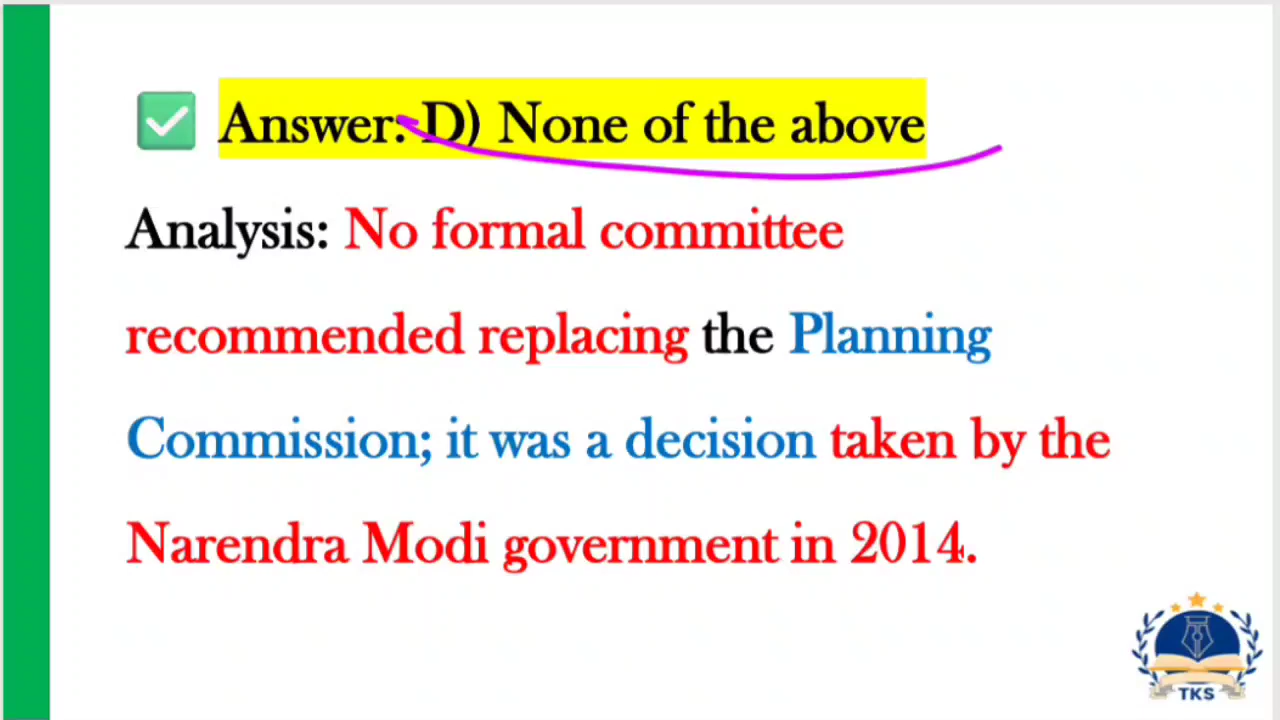 Answer: D) None of the above
Analysis: No formal committee
recommended replacing the Planning
Commission; it was a decision taken by the
Narendra Modi government in 2014.
TKS